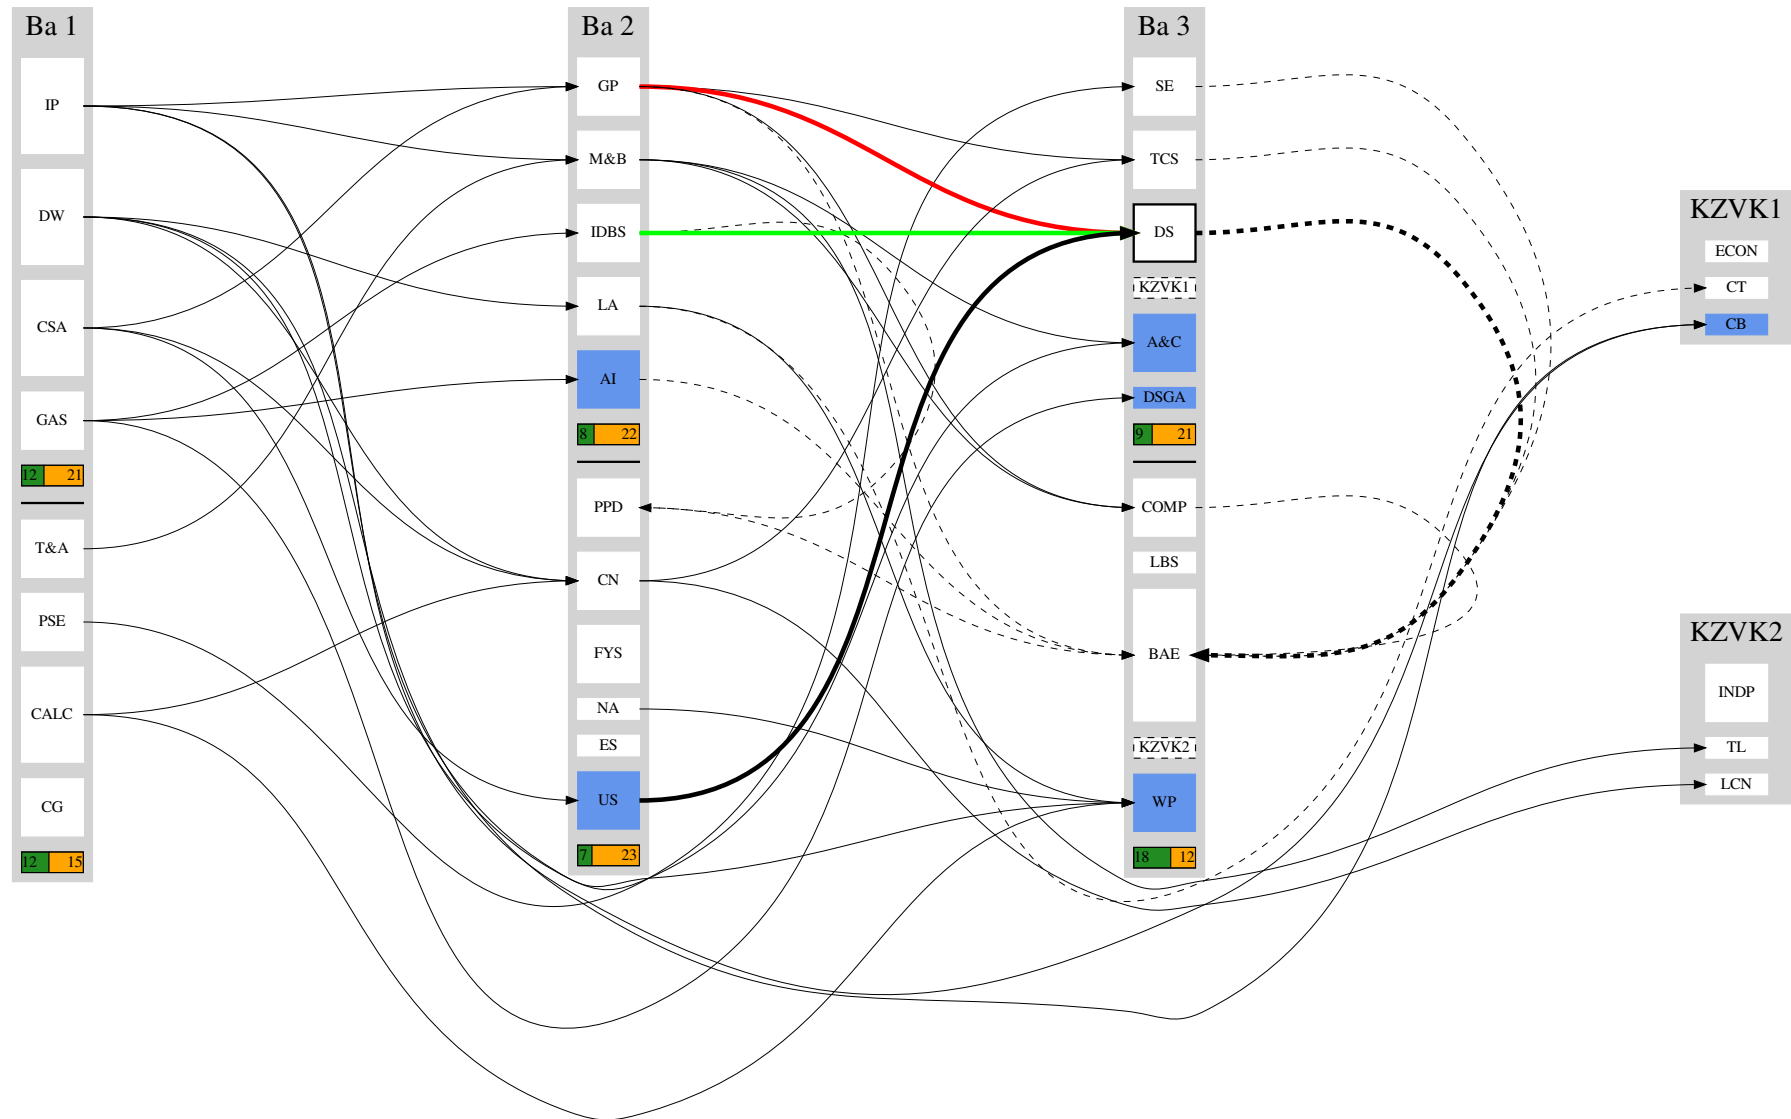 Ba 1
IP
DW
CSA
GAS
12 21
T&A
PSE
CALC
CG
12 15
Ba 2
GP
M&B
IDBS
LA
AI
8 22
PPD
CN
FYS
NA
ES
US
7 23
Ba 3
SE
TCS
DS
KZVK1
A&C
DSGA
9 21
COMP
LBS
BAE
KZVK2
WP
18 12
KZVK1
ECON
CT
CB
KZVK2
INDP
TL
LCN